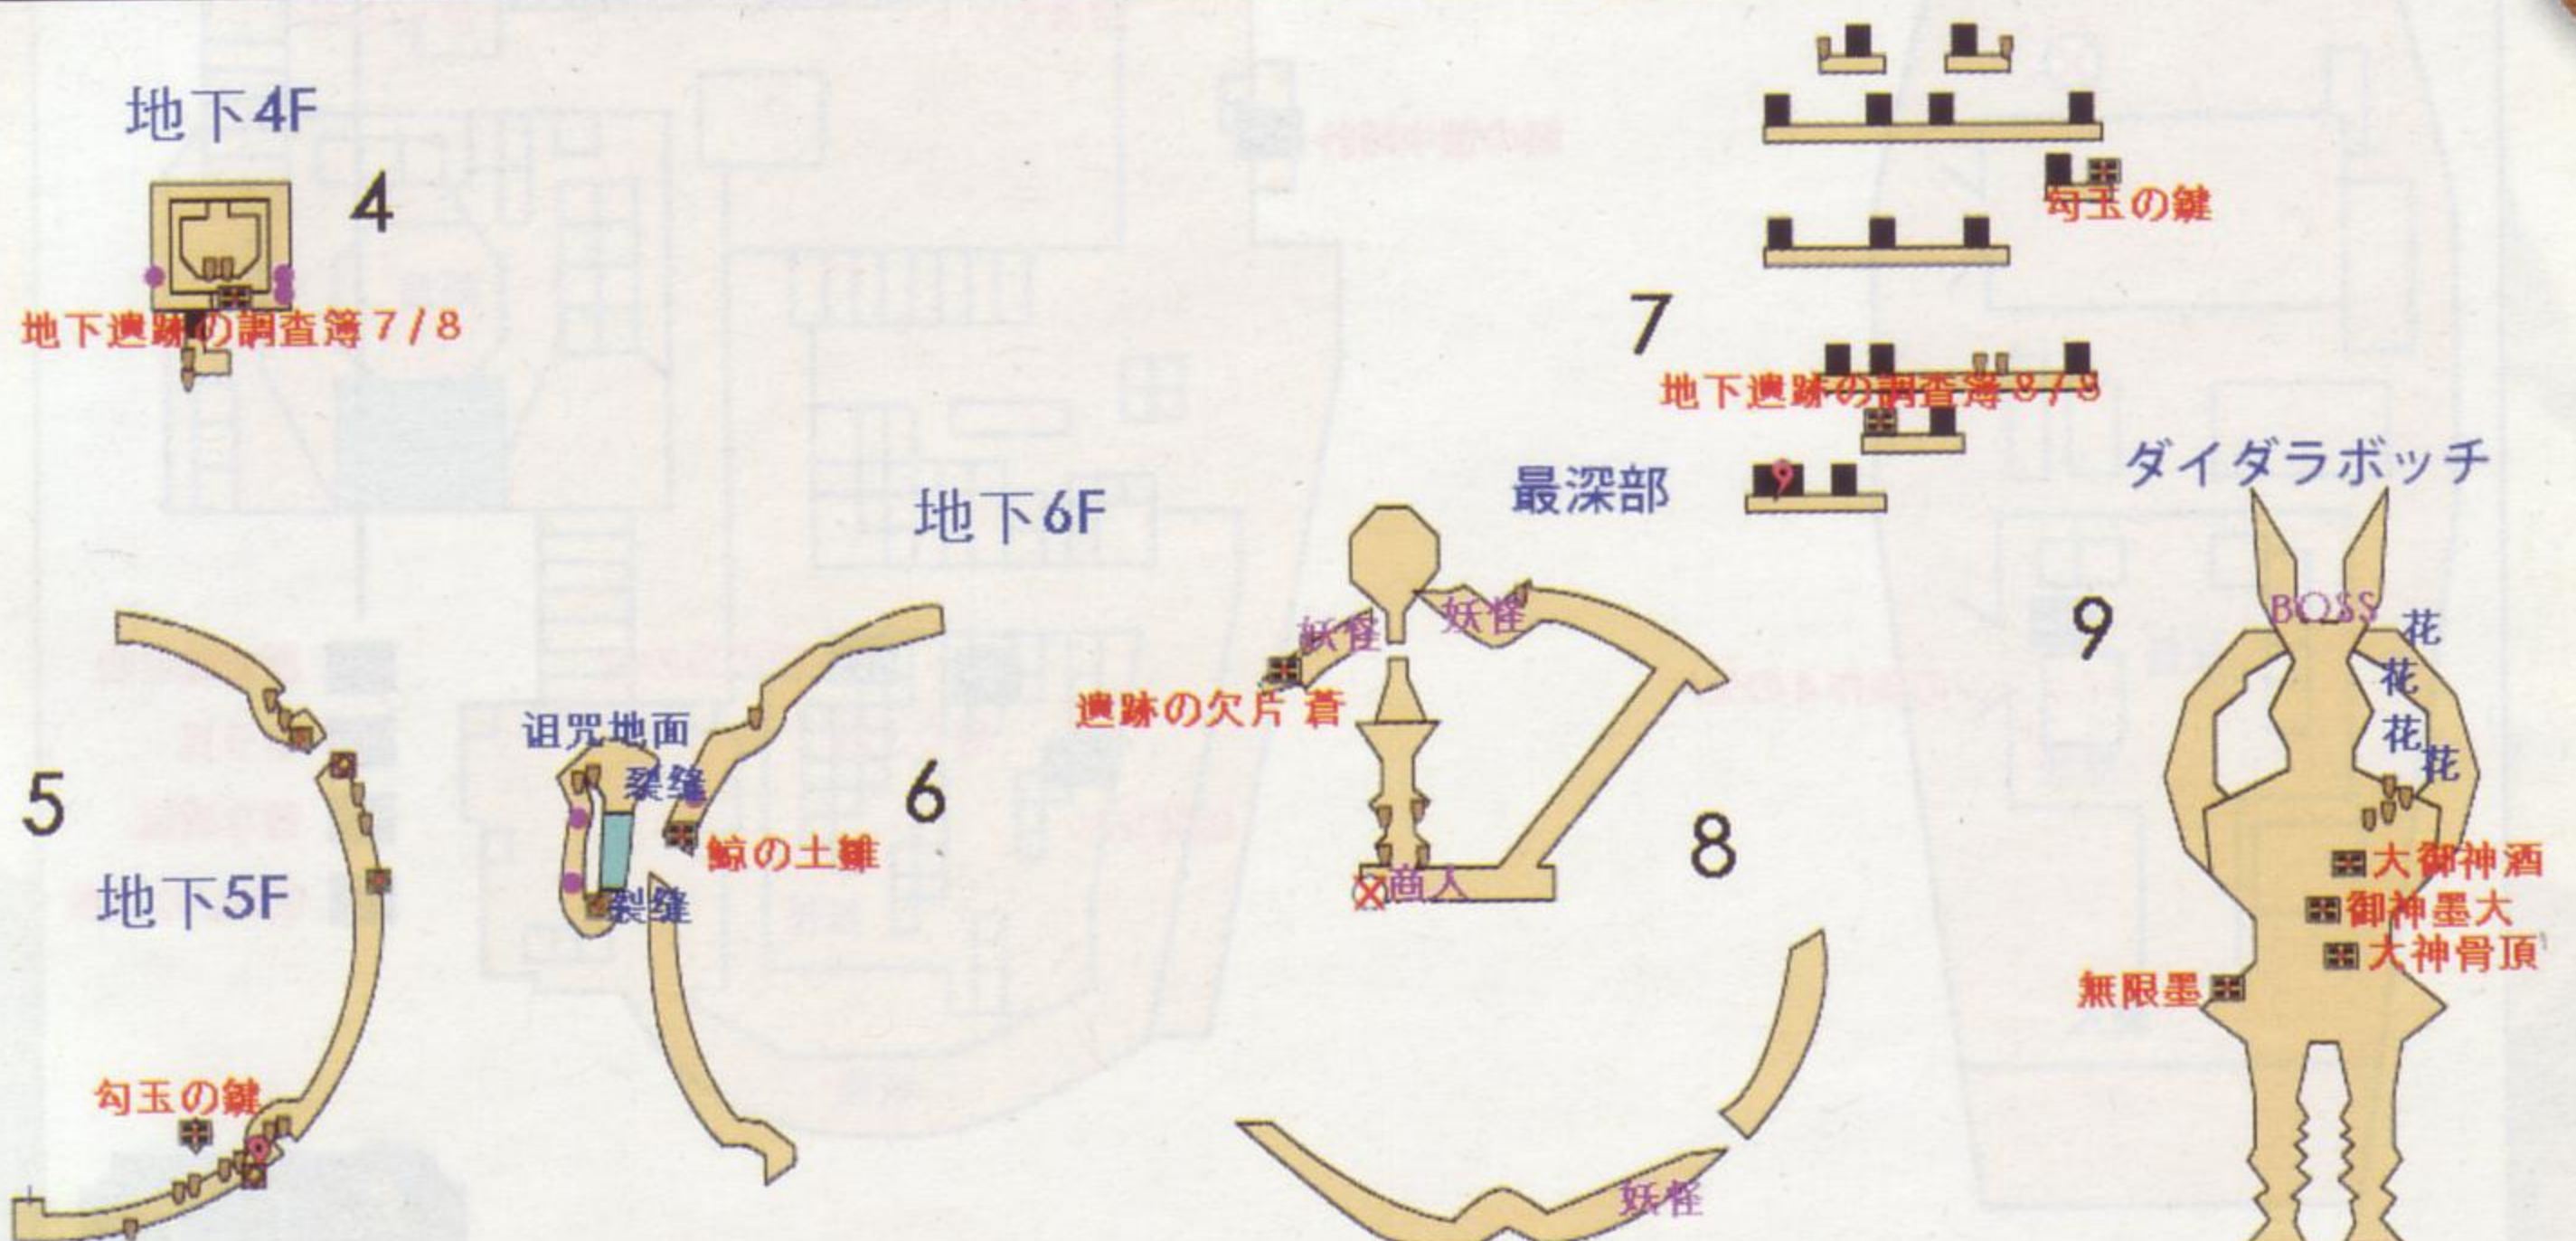 地下4F
4
地下遺跡の調査簿7/8
勾玉の鍵
7
地下遺跡の調査簿8/8
9
最深部
ダイダラボッチ
地下6F
妖怪
妖怪
遺跡の欠片 蒼
BOSS
花
花
花
花
9
诅咒地面
裂缝
5
6
鯨の土雛
裂缝
地下5F
8
商人
大御神酒
御神墨大
大神骨頂
無限墨
勾玉の鍵
9
妖怪